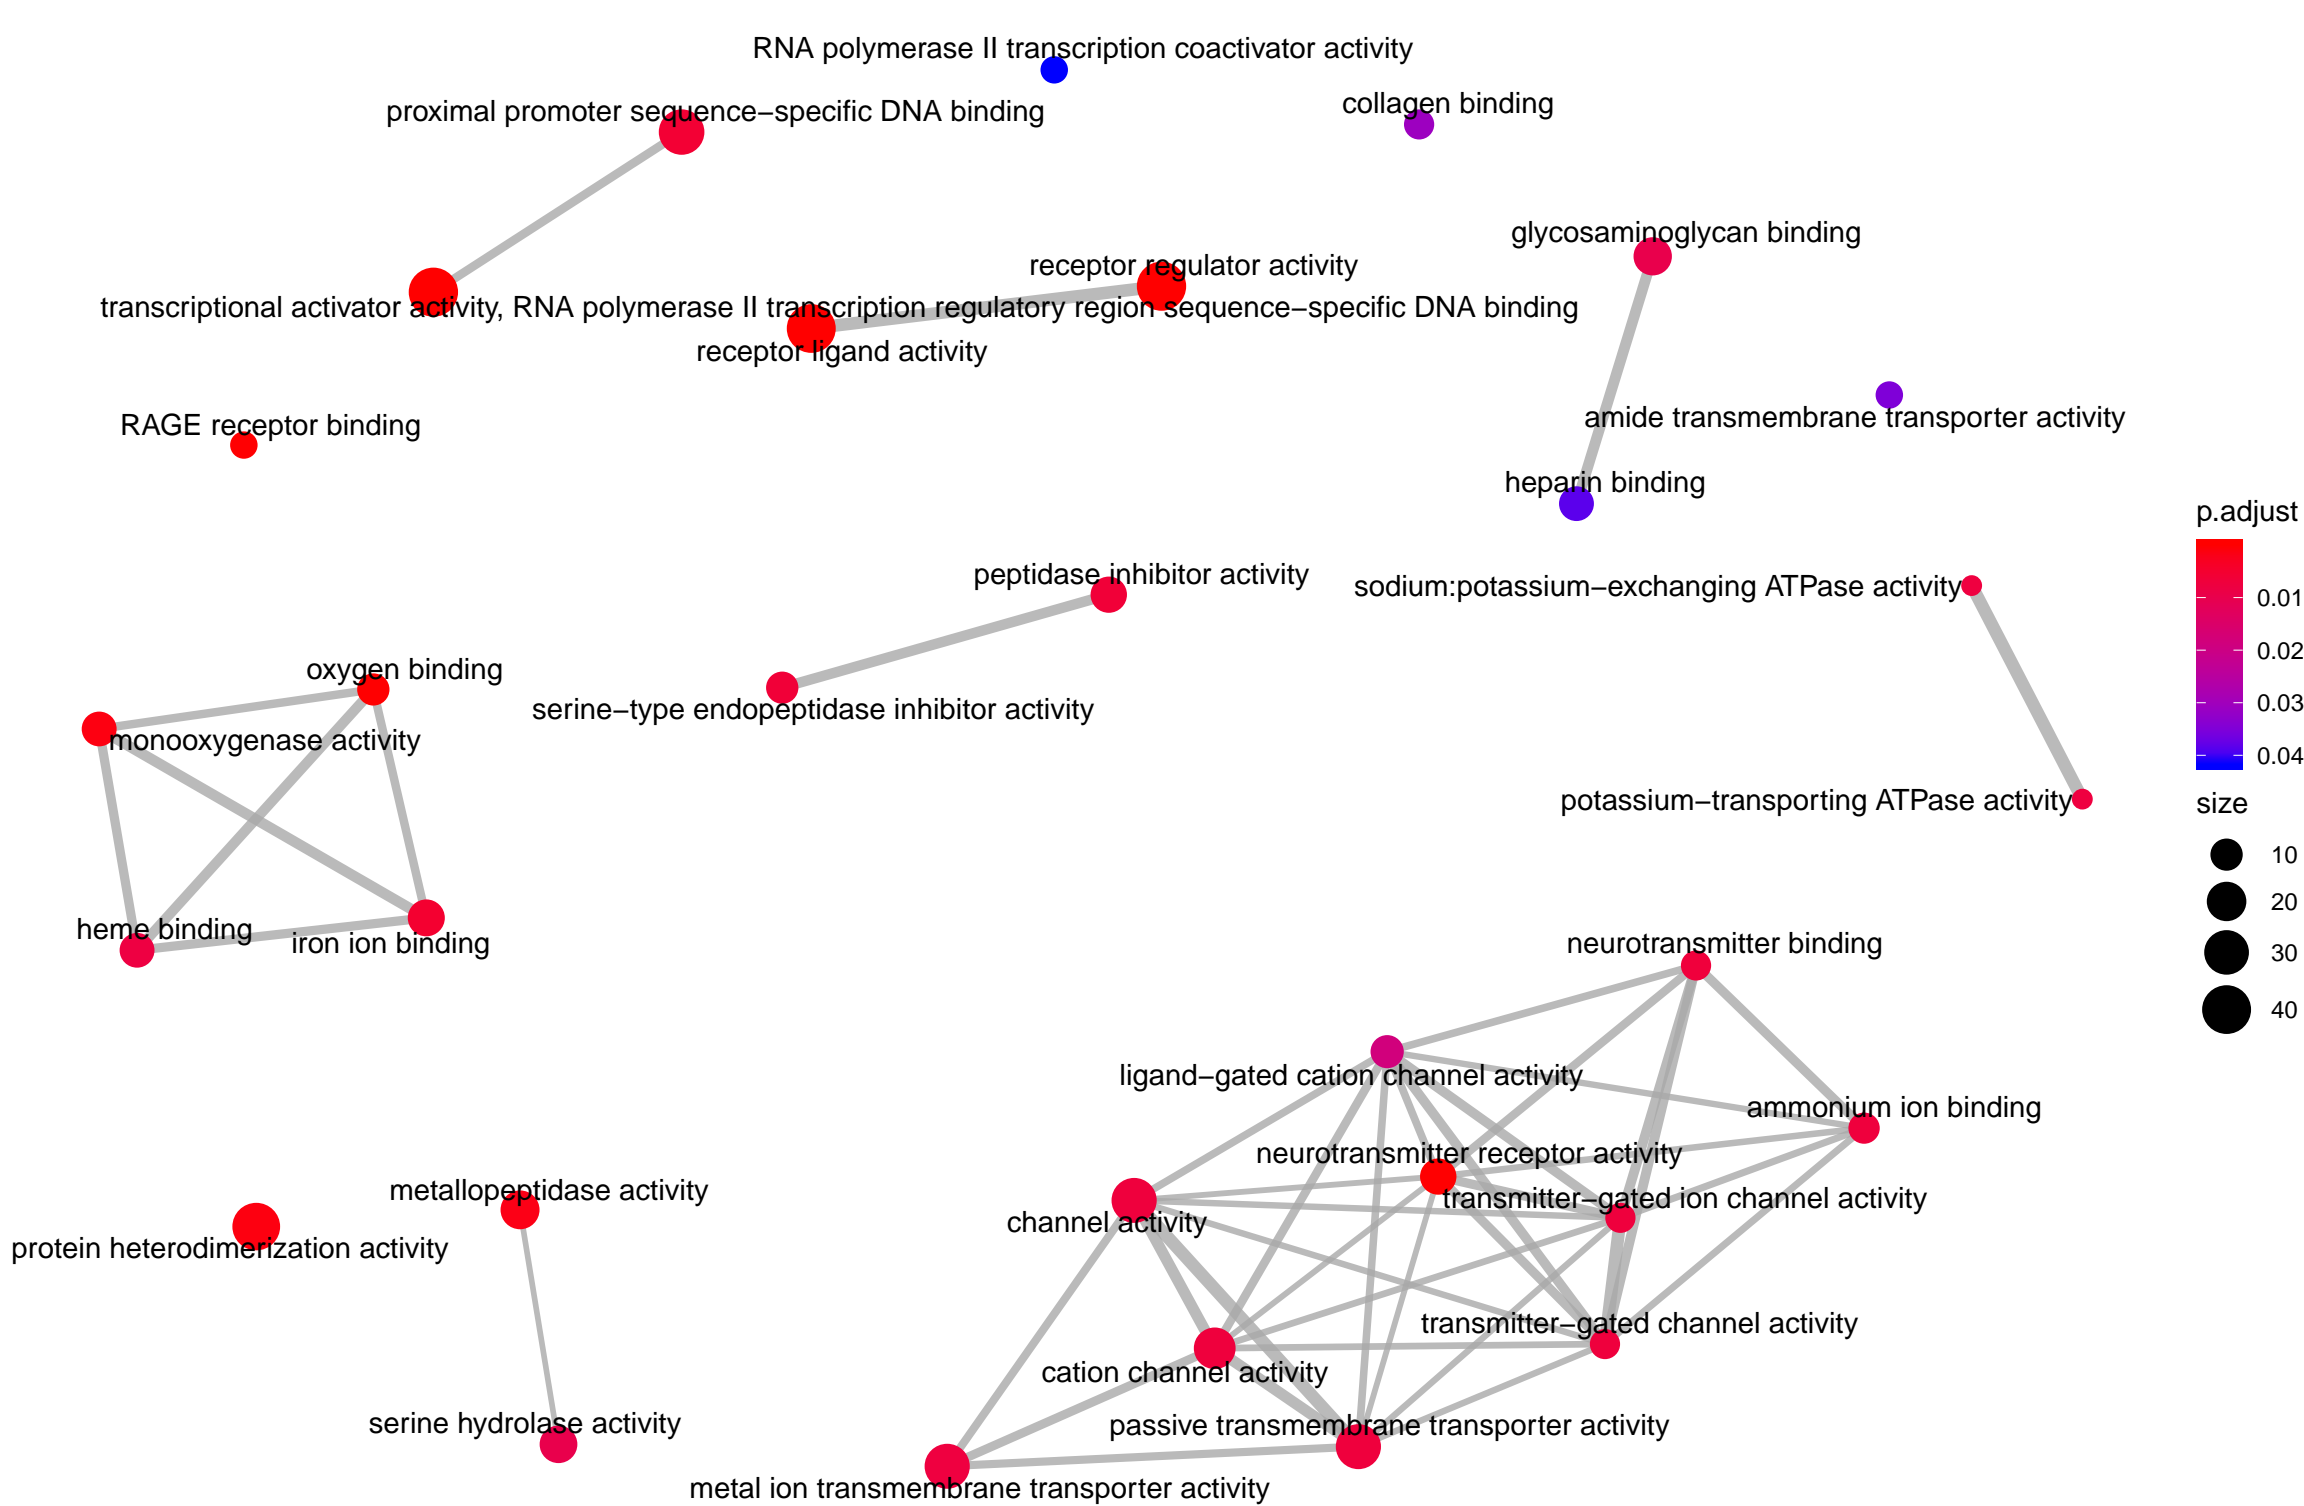 RNA polymerase II transcription coactivator activity
collagen binding
proximal promoter sequence−specific DNA binding
glycosaminoglycan binding
receptor regulator activity
transcriptional activator activity, RNA polymerase II transcription regulatory region sequence−specific DNA binding
receptor ligand activity
RAGE receptor binding
amide transmembrane transporter activity
heparin binding
p.adjust
0.01
0.02
0.03
0.04
peptidase inhibitor activity
sodium:potassium−exchanging ATPase activity
oxygen binding
serine−type endopeptidase inhibitor activity
monooxygenase activity
potassium−transporting ATPase activity
size
10
20
30
40
heme binding
iron ion binding
neurotransmitter binding
ligand−gated cation channel activity
ammonium ion binding
neurotransmitter receptor activity
metallopeptidase activity
transmitter−gated ion channel activity
channel activity
protein heterodimerization activity
transmitter−gated channel activity
cation channel activity
serine hydrolase activity
passive transmembrane transporter activity
metal ion transmembrane transporter activity